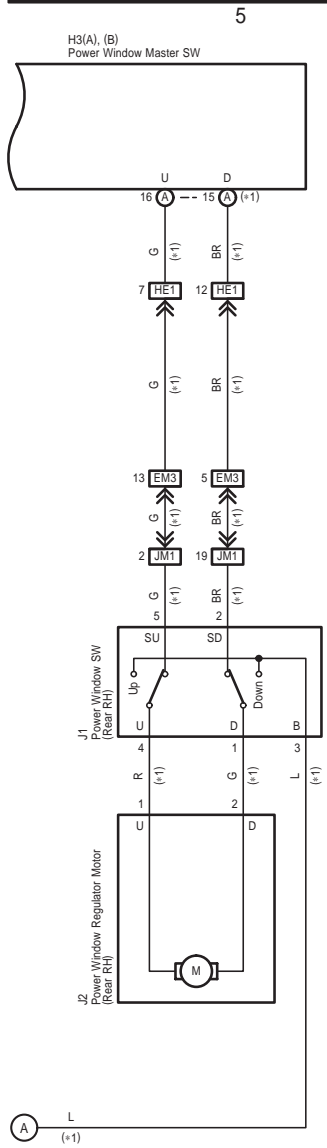 5
H3(A), (B)
Power Window Master SW
U D
16 A 15 A (*1)
G (*1) BR (*1)
7 HE1 12 HE1
G (*1) BR (*1)
13 EM3 5 EM3
G (*1) BR (*1)
2 JM1 19 JM1
G (*1) BR (*1)
5 2
SU SD
Up Down
J1
Power Window SW
(Rear RH)
U D B
4 1 3
R (*1) G (*1) L (*1)
1 2
U D
J2
Power Window Regulator Motor
(Rear RH)
M
A L
(*1)